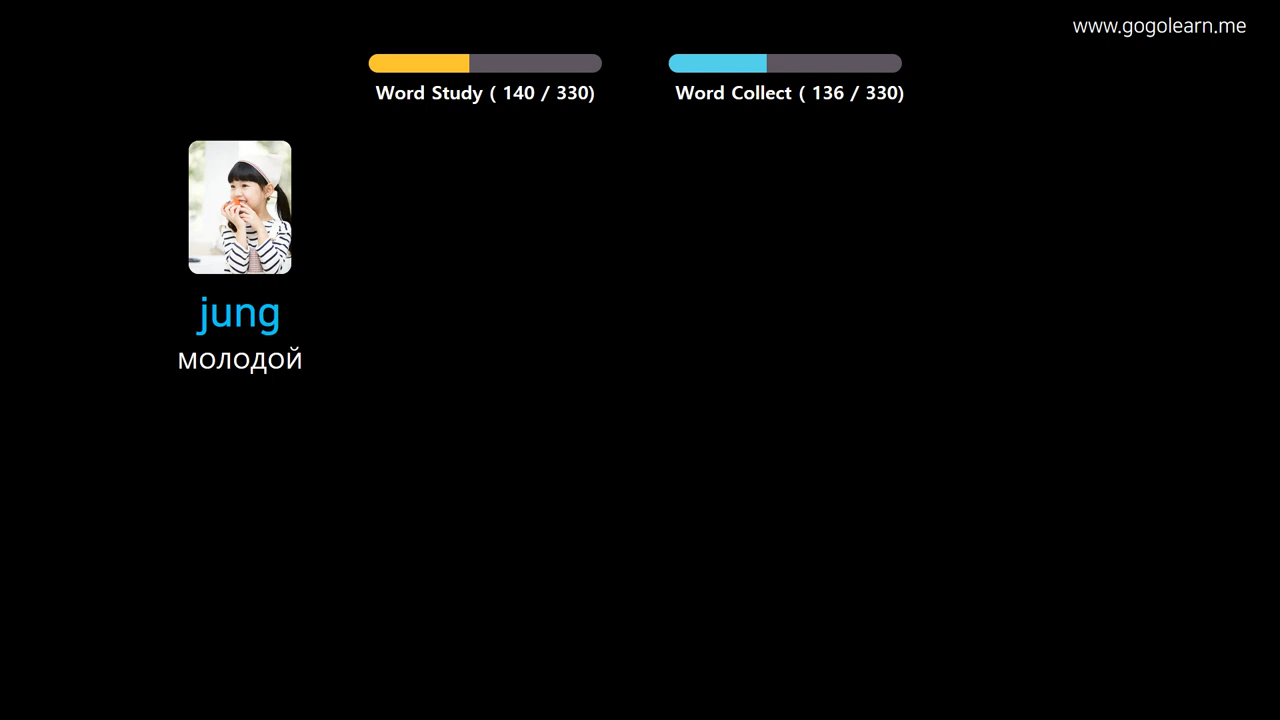 www.gogolearn.me
Word Study ( 140 / 330)
Word Collect ( 136 / 330)
jung
молодой